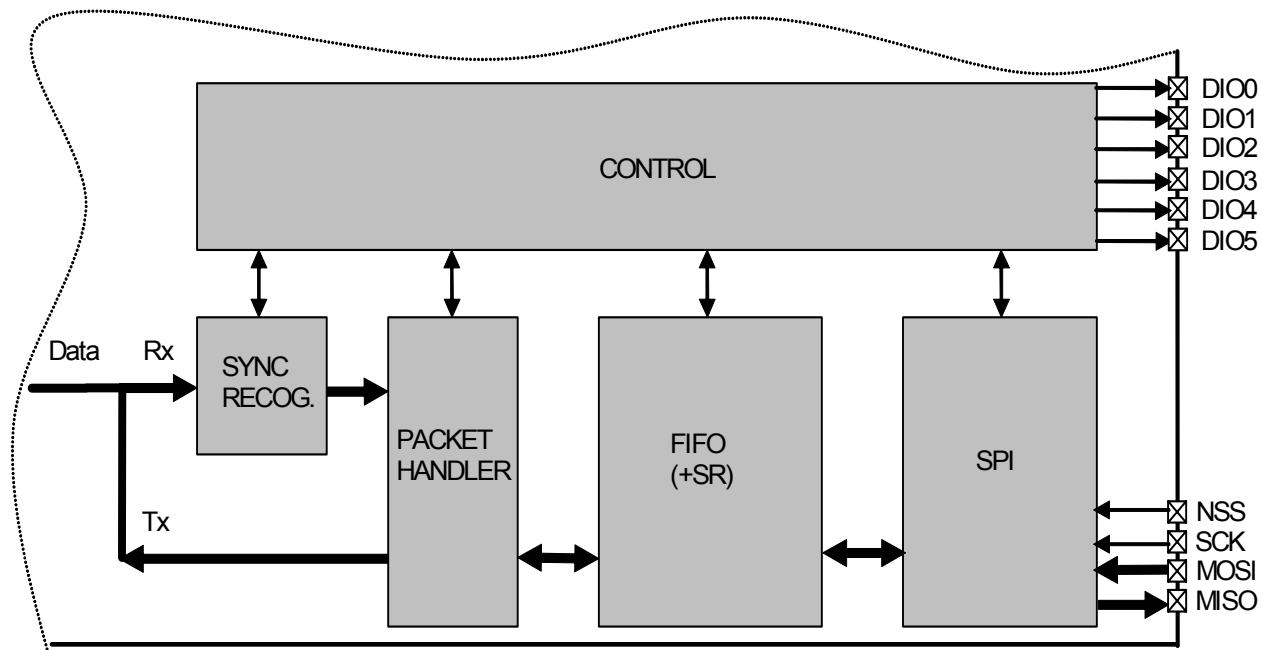 DIO0
DIO1
DIO2
CONTROL
DIO3
DIO4
DIO5
Data
Rx
SYNC
RECOG.
PACKET
HANDLER
FIFO
(+SR)
SPI
Tx
NSS
SCK
MOSI
MISO